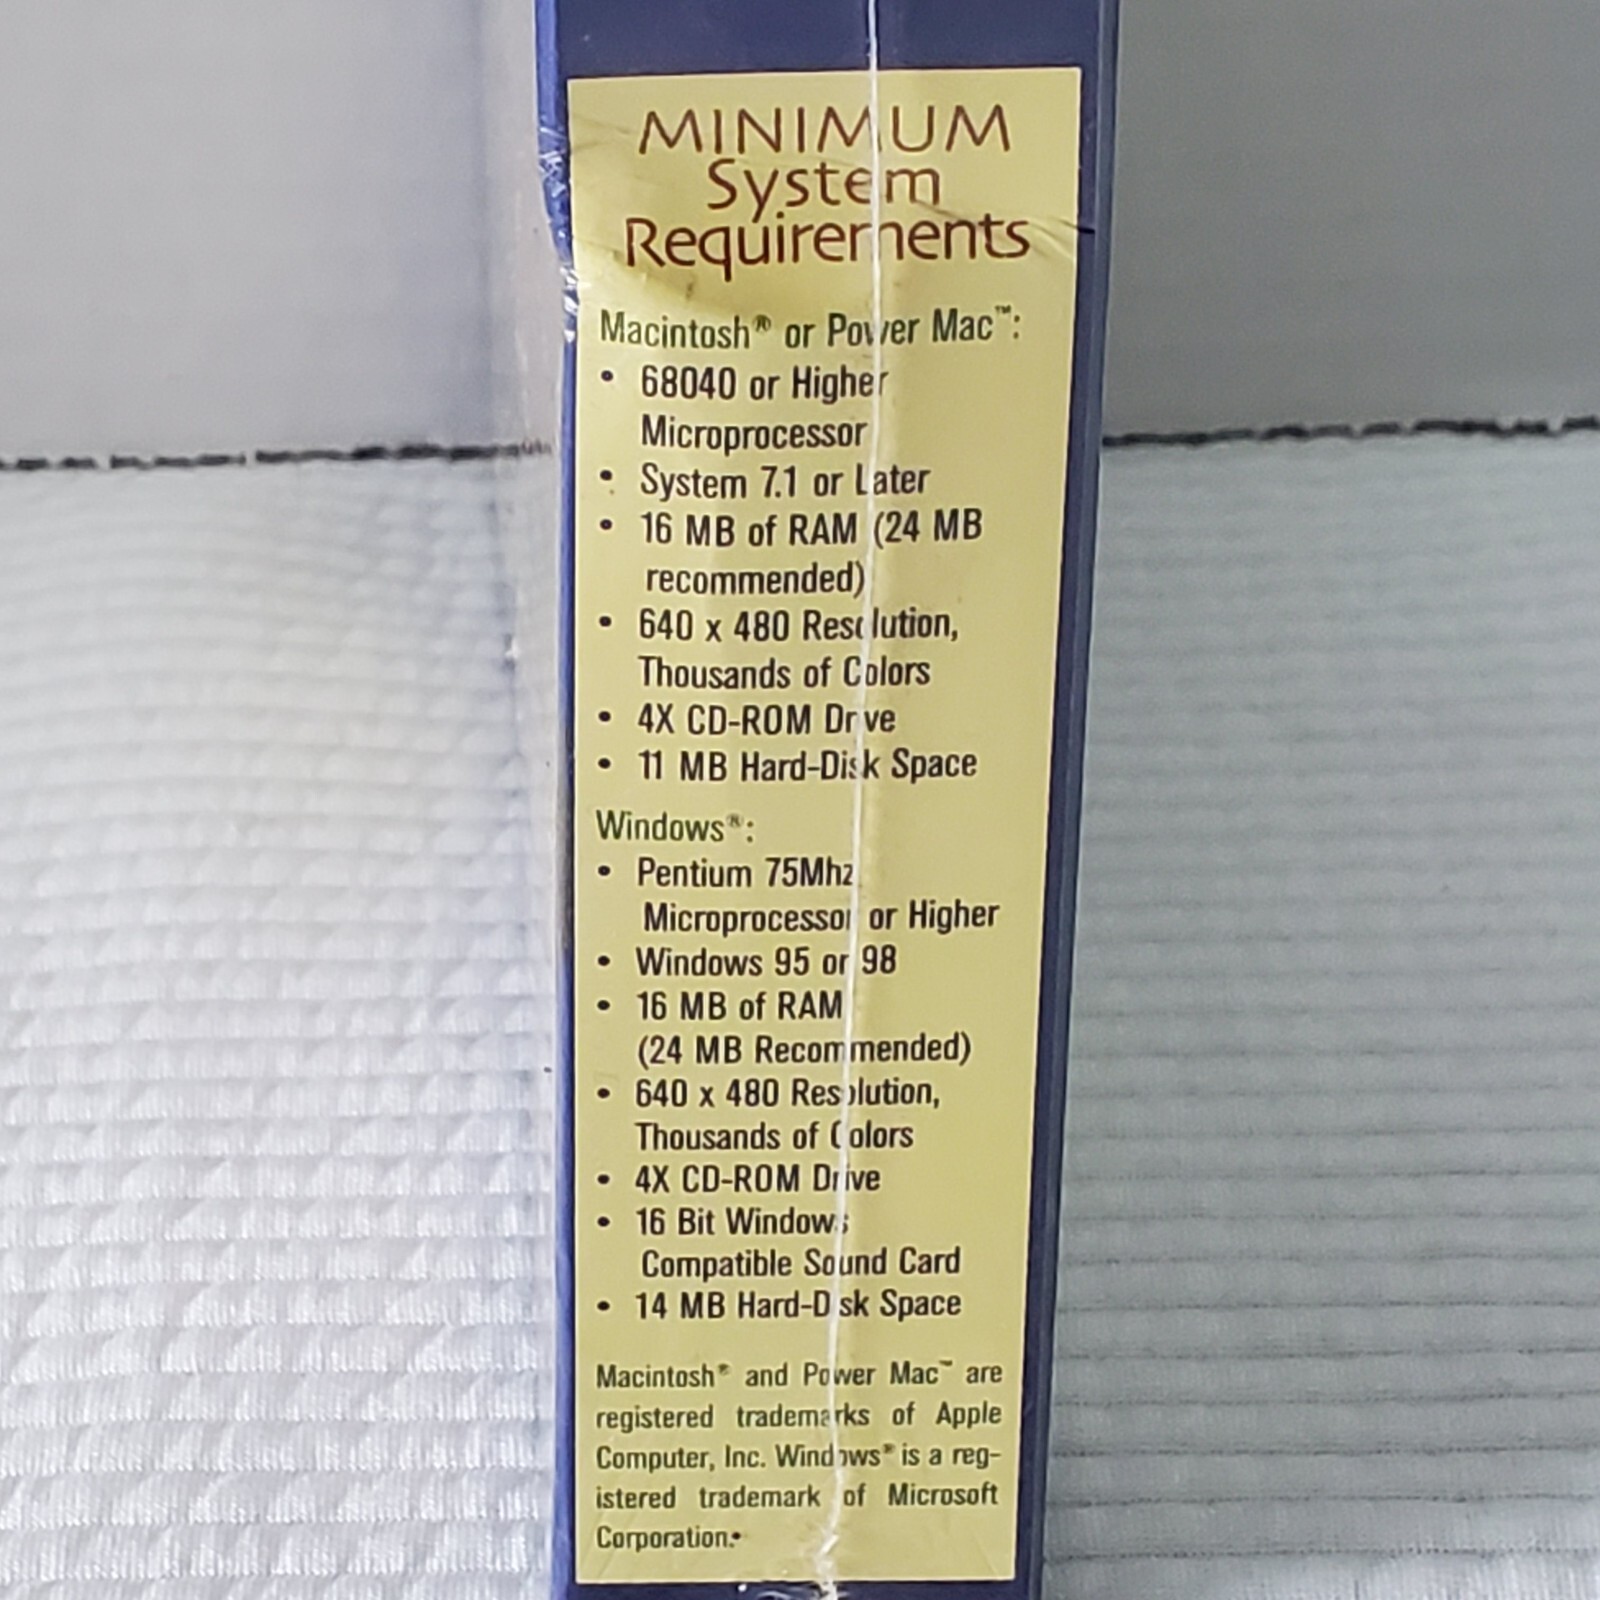 MINIMUM
System
Requirements
Macintosh® or Power Mac™:
• 68040 or Higher
Microprocessor
• System 7.1 or Later
• 16 MB of RAM (24 MB
recommended)
• 640 x 480 Resolution,
Thousands of Colors
• 4X CD-ROM Drive
• 11 MB Hard-Disk Space
Windows®:
• Pentium 75Mhz
Microprocessor or Higher
• Windows 95 or 98
• 16 MB of RAM
(24 MB Recommended)
• 640 x 480 Resolution,
Thousands of Colors
• 4X CD-ROM Drive
• 16 Bit Windows
Compatible Sound Card
• 14 MB Hard-Disk Space
Macintosh® and Power Mac™ are
registered trademarks of Apple
Computer, Inc. Windows® is a reg-
istered trademark of Microsoft
Corporation.•